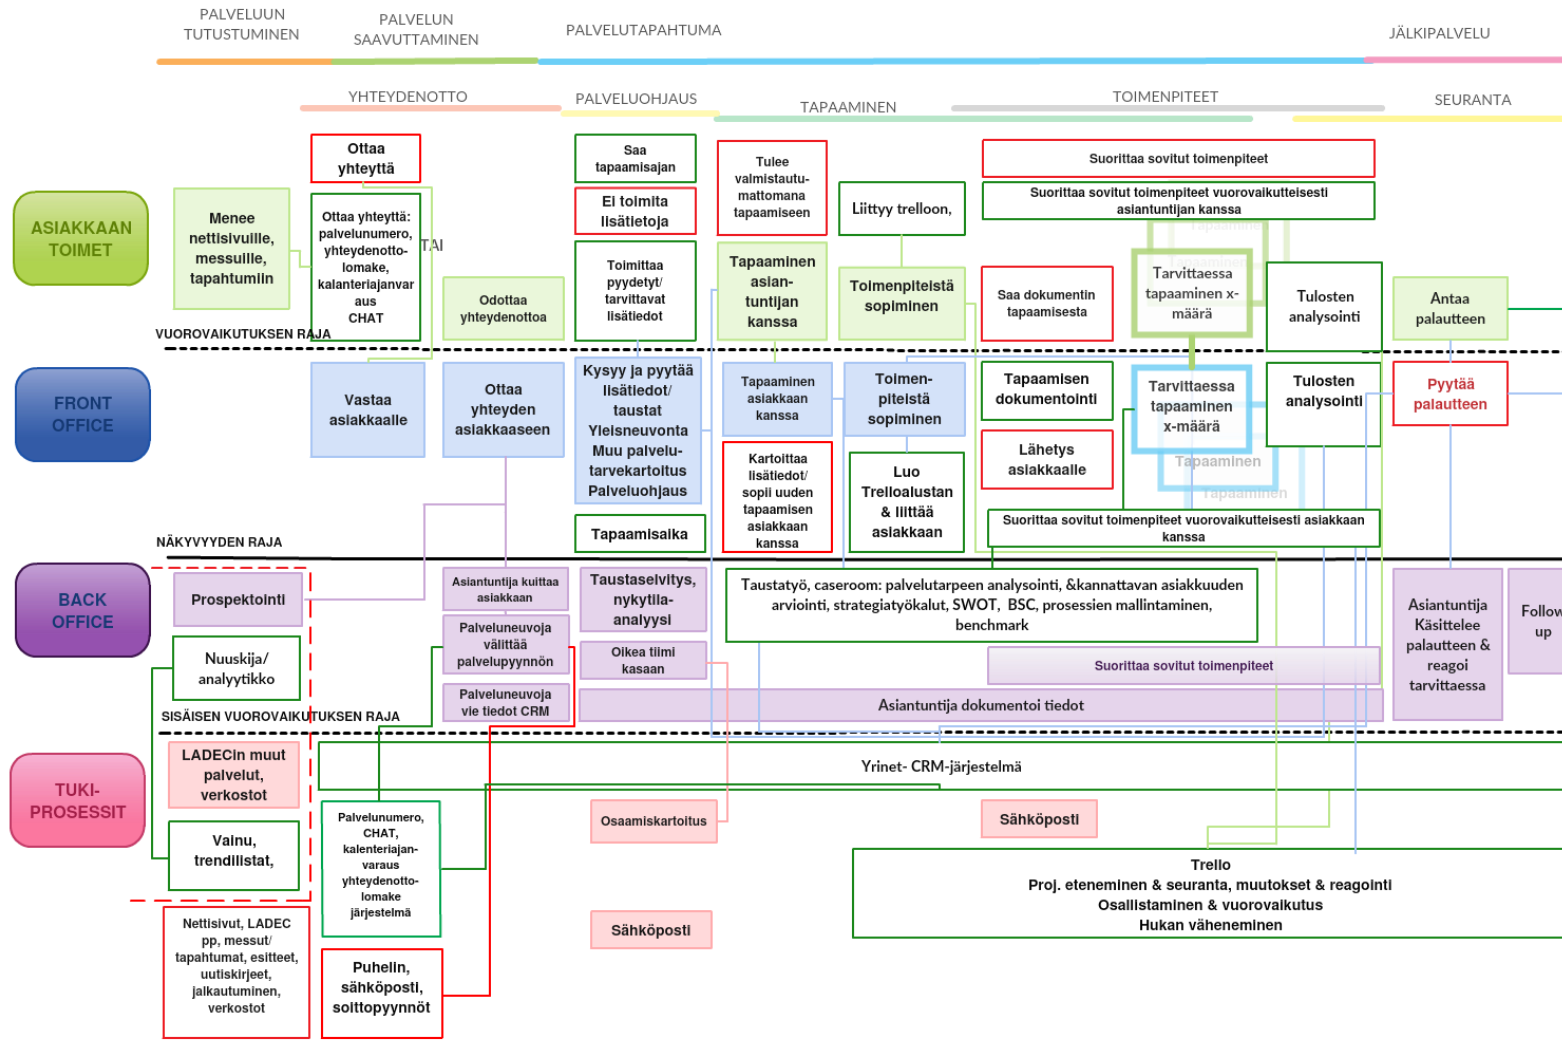 PALVELUUN
TUTUSTUMINEN
PALVELUN
SAAVUTTAMINEN
PALVELUTAPAHTUMA
JÄLKIPALVELU
YHTEYDENOTTO
PALVELUOHJAUS
TAPAAMINEN
TOIMENPITEET
SEURANTA
ASIAKKAAN
TOIMET
Menee
nettisivuille,
messuille,
tapahtumiin
Ottaa
yhteyttä
Ottaa yhteyttä:
palvelunumero,
yhteydenotto-
lomake,
kalanteriajanvar
aus
CHAT
TAI
Odottaa
yhteydenottoa
Saa
tapaamisajan
Ei toimita
lisätietoja
Toimittaa
pyydetyt/
tarvittavat
lisätiedot
Tulee
valmistautu-
mattomana
tapaamiseen
Tapaaminen
asian-
tuntijan
kanssa
Liittyy trelloon,
Toimenpiteistä
sopiminen
Suorittaa sovitut toimenpiteet
Suorittaa sovitut toimenpiteet vuorovaikutteisesti
asiantuntijan kanssa
Saa dokumentin
tapaamisesta
Tapaaminen
Tapaaminen
Tarvittaessa
tapaaminen x-
määrä
Tulosten
analysointi
Antaa
palautteen
VUOROVAIKUTUKSEN RAJA
FRONT
OFFICE
Vastaa
asiakkaalle
Ottaa
yhteyden
asiakkaaseen
Kysyy ja pyytää
lisätiedot/
taustat
Yleisneuvonta
Muu palvelu-
tarvekartoitus
Palveluohjaus
Tapaamisaika
Tapaaminen
asiakkaan
kanssa
Kartoittaa
lisätiedot/
sopii uuden
tapaamisen
asiakkaan
kanssa
Toimen-
piteistä
sopiminen
Luo
Trelloalustan
& liittää
asiakkaan
Tapaamisen
dokumentointi
Lähetys
asiakkaalle
Tarvittaessa
tapaaminen
x-määrä
Tapaaminen
Tapaaminen
Tulosten
analysointi
Suorittaa sovitut toimenpiteet vuorovaikutteisesti asiakkaan
kanssa
Pyytää
palautteen
NÄKYVYYDEN RAJA
BACK
OFFICE
Prospektointi
Nuuskija/
analyytikko
Asiantuntija kuittaa
asiakkaan
Palveluneuvoja
välittää
palvelupyynnön
Palveluneuvoja
vie tiedot CRM
Taustaselvitys,
nykytila-
analyysi
Oikea tiimi
kasaan
Taustatyö, caseroom: palvelutarpeen analysointi, &kannattavan asiakkuuden
arviointi, strategiatyökalut, SWOT, BSC, prosessien mallintaminen,
benchmark
Suorittaa sovitut toimenpiteet
Asiantuntija dokumentoi tiedot
Asiantuntija
Käsittelee
palautteen &
reagoi
tarvittaessa
Follow
up
SISÄISEN VUOROVAIKUTUKSEN RAJA
TUKI-
PROSESSIT
LADECin muut
palvelut,
verkostot
Vainu,
trendilistat,
Nettisivut, LADEC
pp, messut/
tapahtumat, esitteet,
uutiskirjeet,
jalkautuminen,
verkostot
Yrinet- CRM-järjestelmä
Palvelunumero,
CHAT,
kalenteriajan-
varaus
yhteydenotto-
lomake
järjestelmä
Puhelin,
sähköposti,
soittopyynnöt
Osaamiskartoitus
Sähköposti
Sähköposti
Trello
Proj. eteneminen & seuranta, muutokset & reagointi
Osallistaminen & vuorovaikutus
Hukan väheneminen